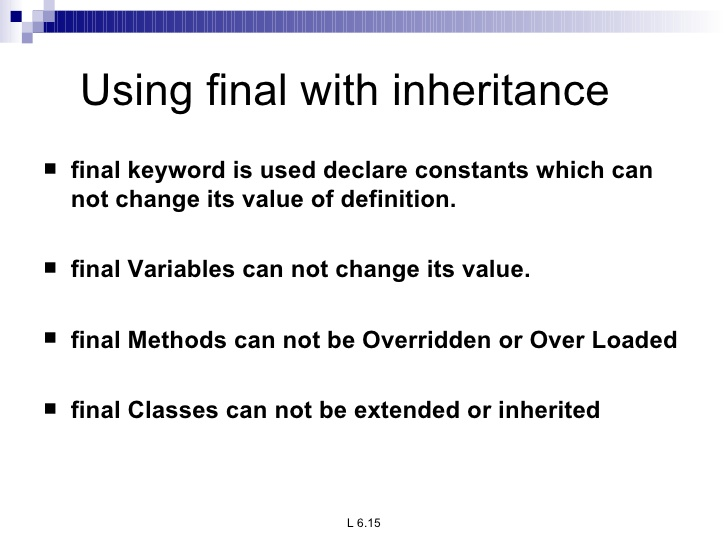 Using final with inheritance
final keyword is used declare constants which can
not change its value of definition.
final Variables can not change its value.
final Methods can not be Overridden or Over Loaded
final Classes can not be extended or inherited
L 6.15